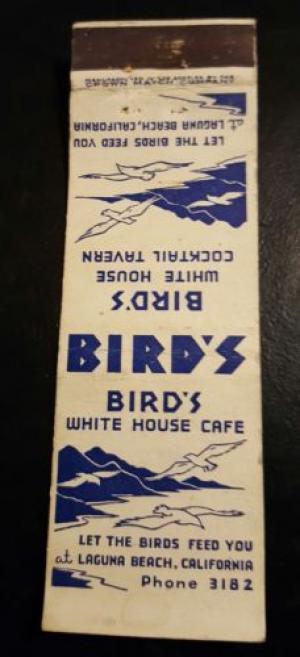 BIRD'S
BIRD'S
WHITE HOUSE CAFE
LET THE BIRDS FEED YOU
at LAGUNA BEACH, CALIFORNIA
Phone 3182
BIRD'S
WHITE HOUSE
COCKTAIL TAVERN
LET THE BIRDS FEED YOU
at LAGUNA BEACH, CALIFORNIA